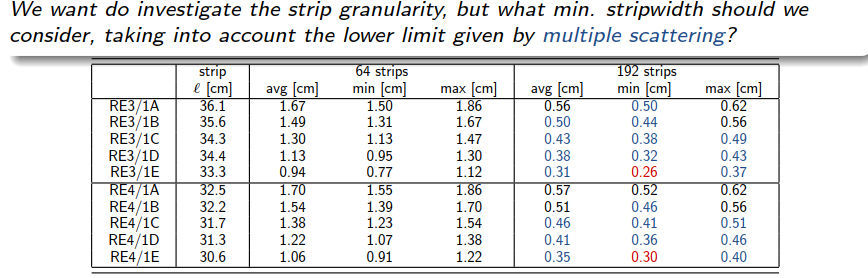 We want do investigate the strip granularity, but what min. stripwidth should we
consider, taking into account the lower limit given by multiple scattering?
strip 64 strips 192 strips
ℓ [cm] avg [cm] min [cm] max [cm] avg [cm] min [cm] max [cm]
RE3/1A 36.1 1.67 1.50 1.86 0.56 0.50 0.62
RE3/1B 35.6 1.49 1.31 1.67 0.50 0.44 0.56
RE3/1C 34.3 1.30 1.13 1.47 0.43 0.38 0.49
RE3/1D 34.4 1.13 0.95 1.30 0.38 0.32 0.43
RE3/1E 33.3 0.94 0.77 1.12 0.31 0.26 0.37
RE4/1A 32.5 1.70 1.55 1.86 0.57 0.52 0.62
RE4/1B 32.2 1.54 1.39 1.70 0.51 0.46 0.56
RE4/1C 31.7 1.38 1.23 1.54 0.46 0.41 0.51
RE4/1D 31.3 1.22 1.07 1.38 0.41 0.36 0.46
RE4/1E 30.6 1.06 0.91 1.22 0.35 0.30 0.40